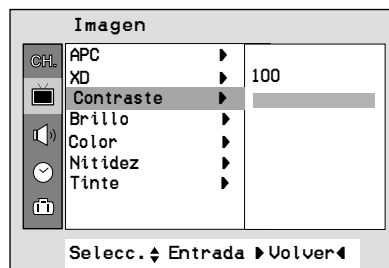 Imagen
CH.
APC
XD
100
Contraste
Brillo
Color
Nitidez
Tinte
Selecc. Entrada Volver